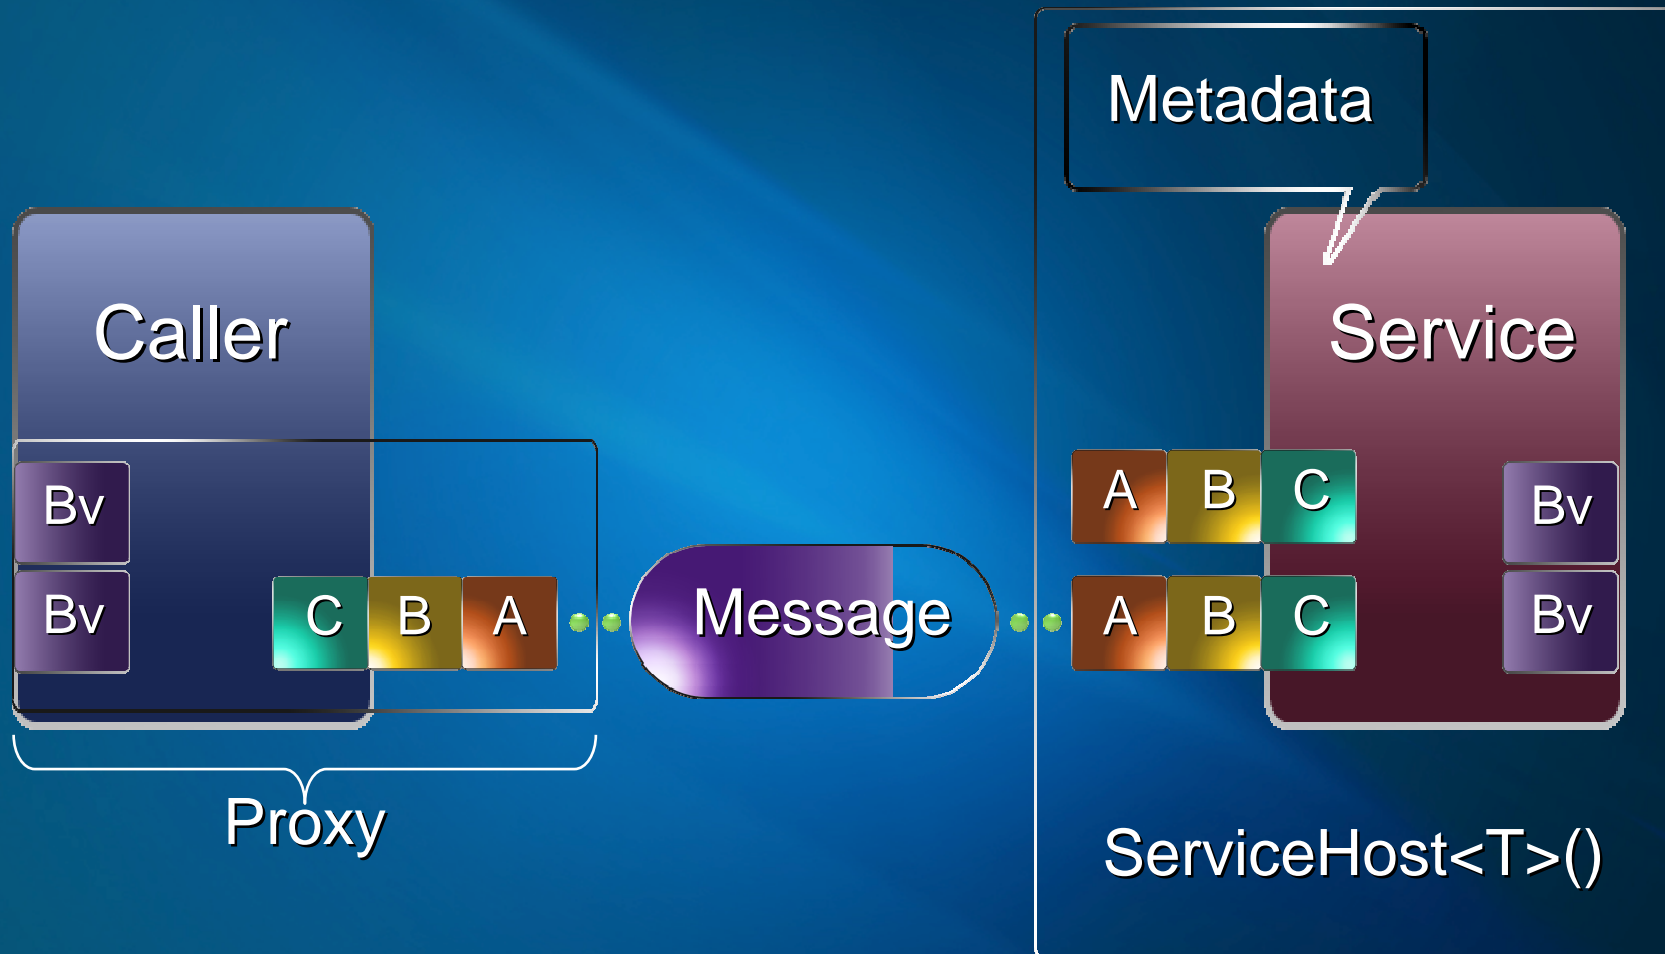 Metadata
Caller
Service
Bv
Bv
C B A
Message
A B C
A B C
Bv
Bv
Proxy
ServiceHost<T>()